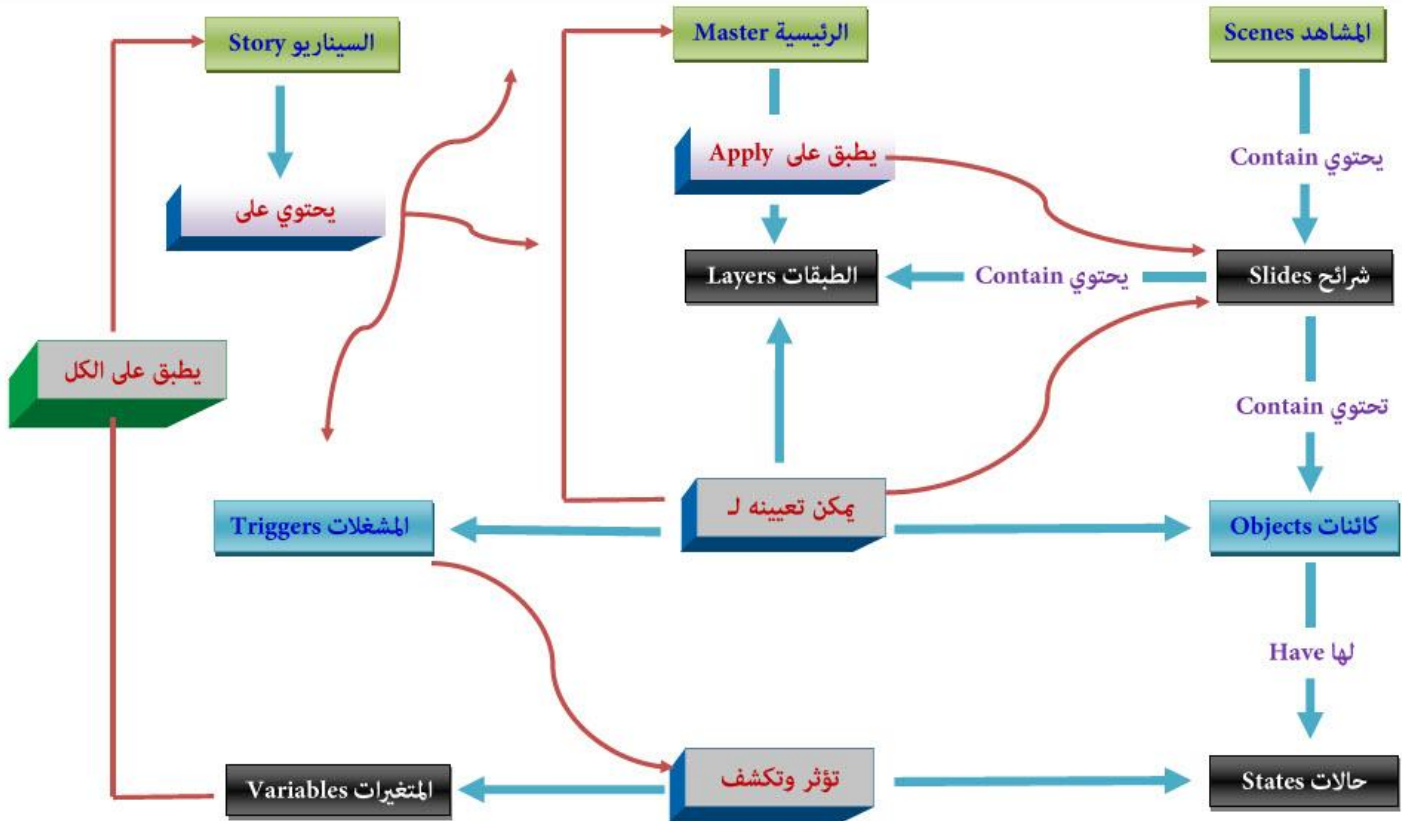 السيناريو Story
الرئيسية Master
المشاهد Scenes
يطبق على Apply
يحتوي Contain
يحتوي على
الطبقات Layers
يحتوي Contain
شرائح Slides
يطبق على الكل
تحتوي Contain
المشغلات Triggers
يمكن تعيينه لـ
كائنات Objects
لها Have
المتغيرات Variables
تؤثر وتكشف
حالات States